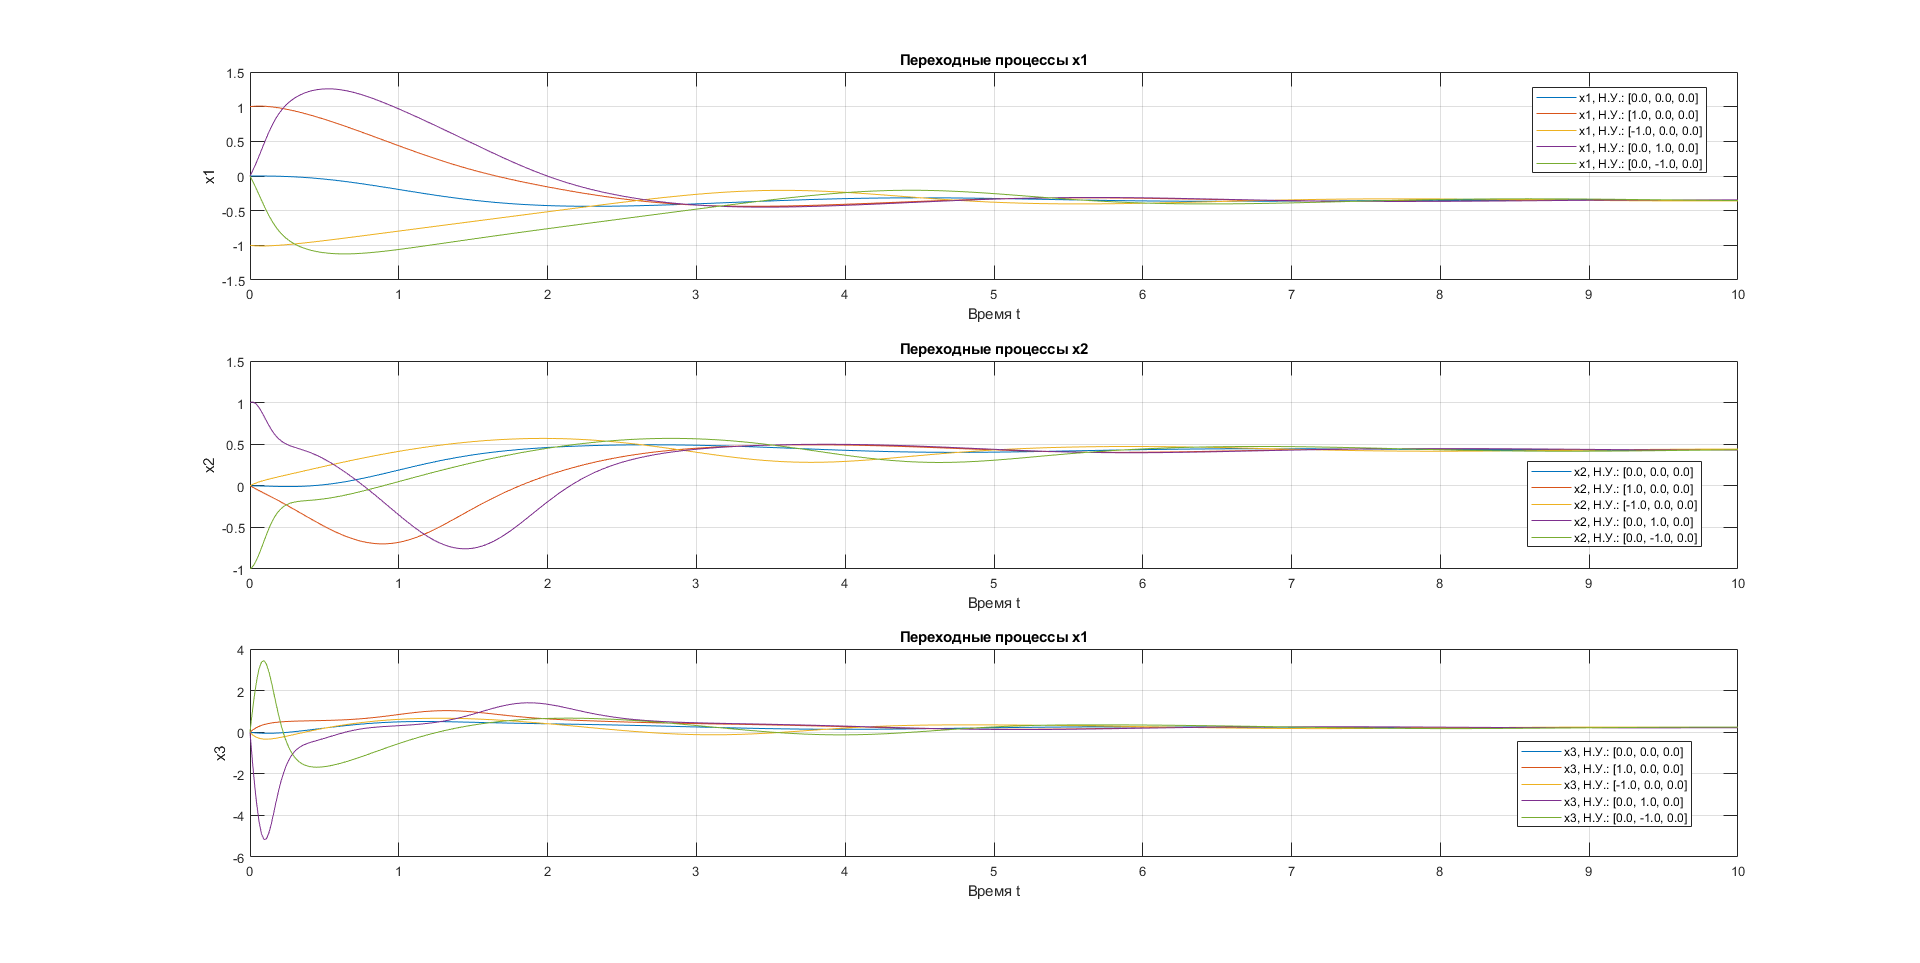 Переходные процессы x1
1.5
1
0.5
0
-0.5
-1
-1.5
x1
0 1 2 3 4 5 6 7 8 9 10
Время t
x1, Н.У.: [0.0, 0.0, 0.0]
x1, Н.У.: [1.0, 0.0, 0.0]
x1, Н.У.: [-1.0, 0.0, 0.0]
x1, Н.У.: [0.0, 1.0, 0.0]
x1, Н.У.: [0.0, -1.0, 0.0]
Переходные процессы x2
1.5
1
0.5
0
-0.5
-1
x2
0 1 2 3 4 5 6 7 8 9 10
Время t
x2, Н.У.: [0.0, 0.0, 0.0]
x2, Н.У.: [1.0, 0.0, 0.0]
x2, Н.У.: [-1.0, 0.0, 0.0]
x2, Н.У.: [0.0, 1.0, 0.0]
x2, Н.У.: [0.0, -1.0, 0.0]
Переходные процессы x1
4
2
0
-2
-4
-6
x3
0 1 2 3 4 5 6 7 8 9 10
Время t
x3, Н.У.: [0.0, 0.0, 0.0]
x3, Н.У.: [1.0, 0.0, 0.0]
x3, Н.У.: [-1.0, 0.0, 0.0]
x3, Н.У.: [0.0, 1.0, 0.0]
x3, Н.У.: [0.0, -1.0, 0.0]